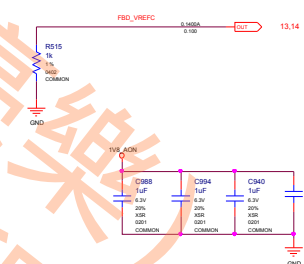 FBD_VREFC
0.1400A
0.100
OUT
13,14
R515
1k
1%
0402
COMMON
GND
1V8_AON
C988
1uF
6.3V
20%
X5R
0201
COMMON
C994
1uF
6.3V
20%
X5R
0201
COMMON
C940
1uF
6.3V
20%
X5R
0201
COMMON
GND